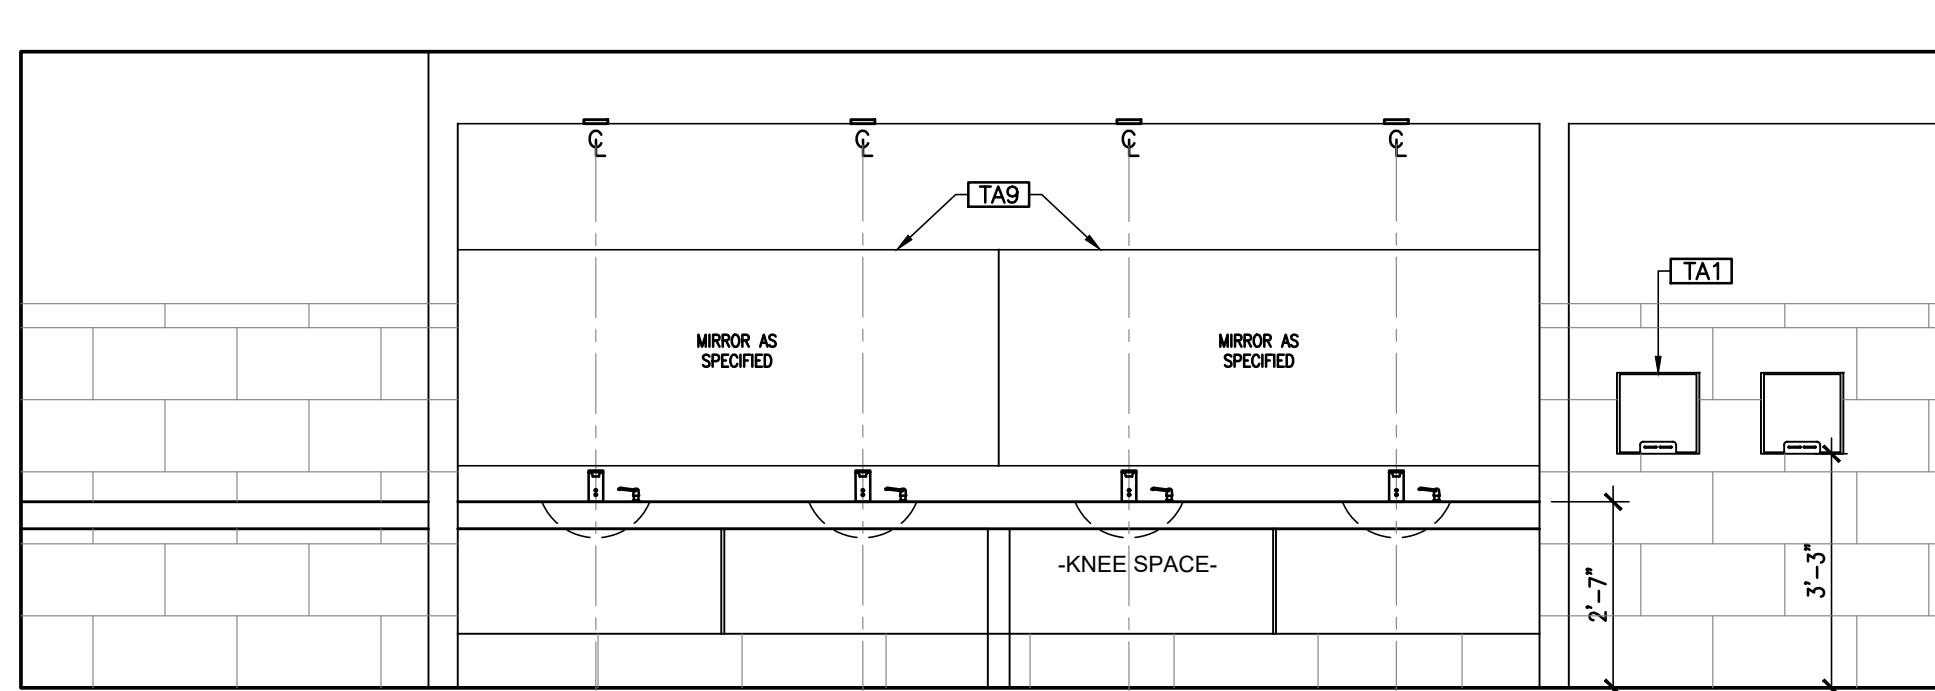 ℄ ℄ ℄ ℄
TA9
TA1
MIRROR AS
SPECIFIED
MIRROR AS
SPECIFIED
-KNEE SPACE-
2'-7"
3'-3"